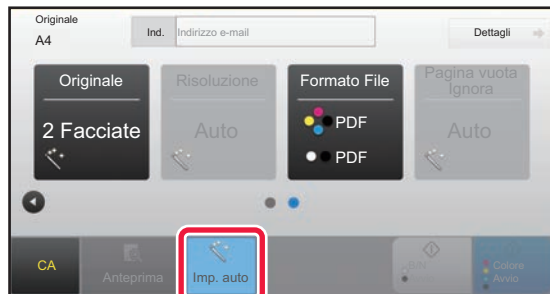 Originale
A4
Ind.
Indirizzo e-mail
Dettagli
Originale
2 Facciate
Risoluzione
Auto
Formato File
PDF
PDF
Pagina vuota
Ignora
Auto
CA
Anteprima
Imp. auto
B/N
Avvio
Colore
Avvio